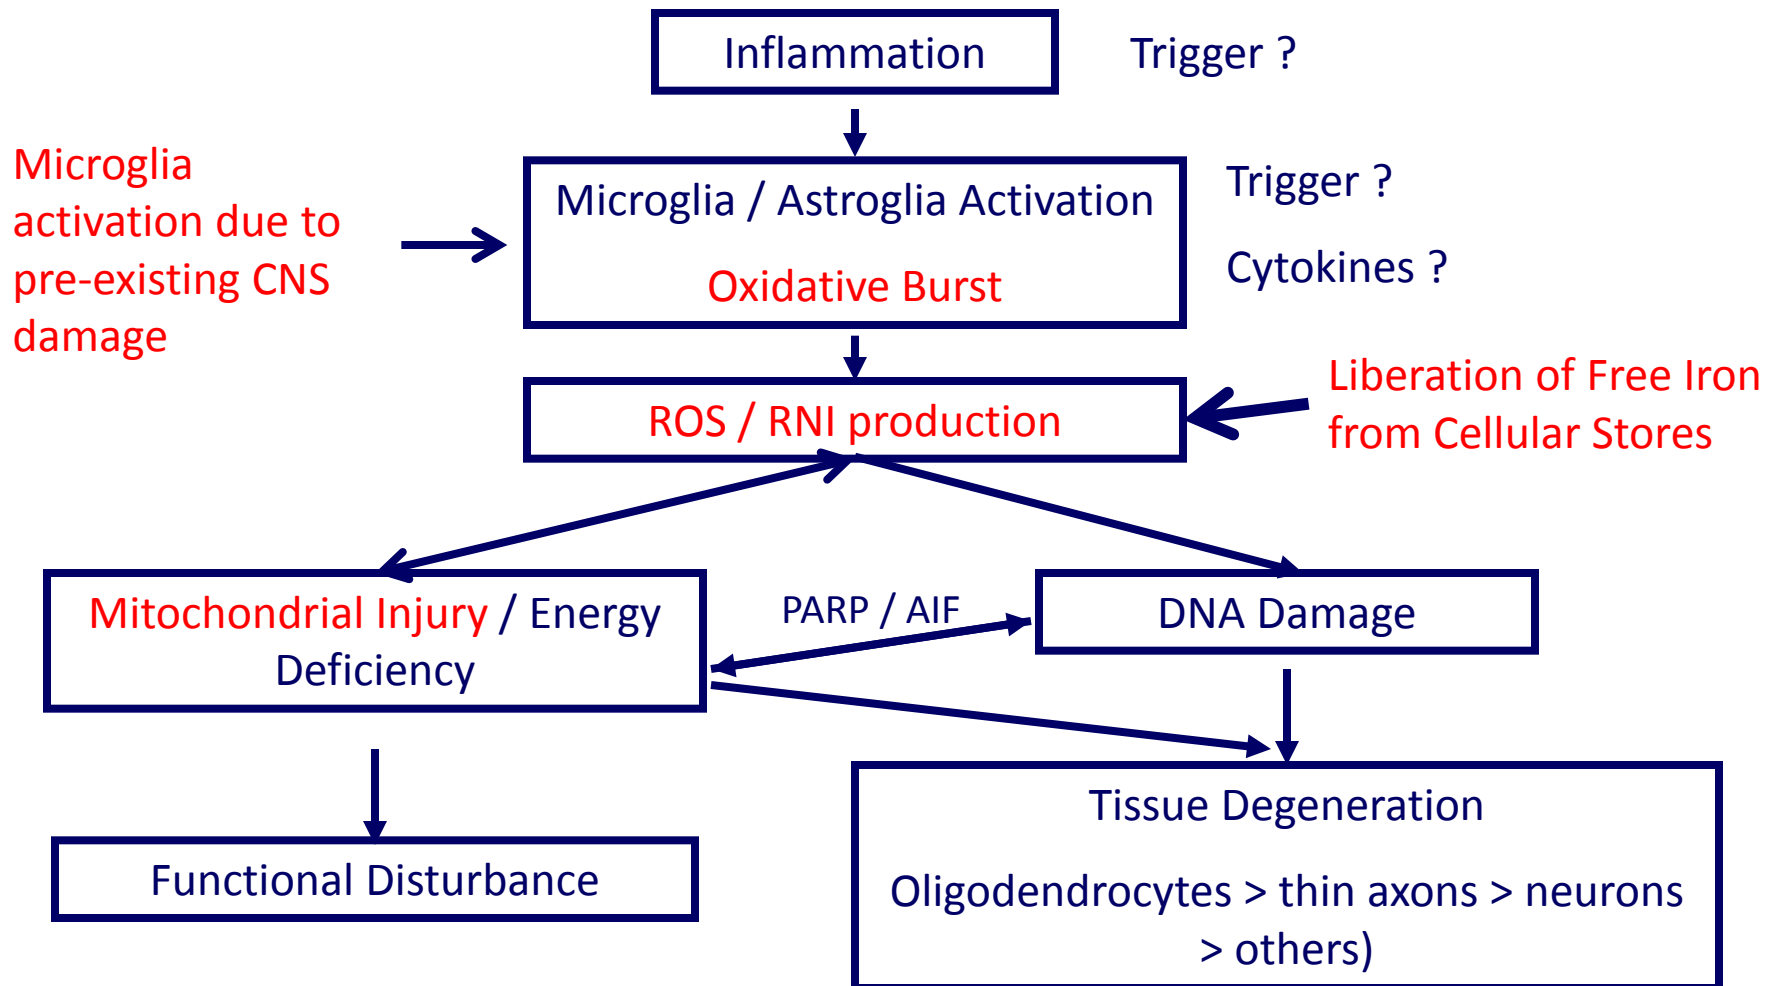 Inflammation
Trigger ?
Microglia
activation due to
pre-existing CNS
damage
Microglia / Astroglia Activation
Oxidative Burst
Trigger ?
Cytokines ?
ROS / RNI production
Liberation of Free Iron
from Cellular Stores
Mitochondrial Injury / Energy
Deficiency
PARP / AIF
DNA Damage
Functional Disturbance
Tissue Degeneration
Oligodendrocytes > thin axons > neurons
> others)